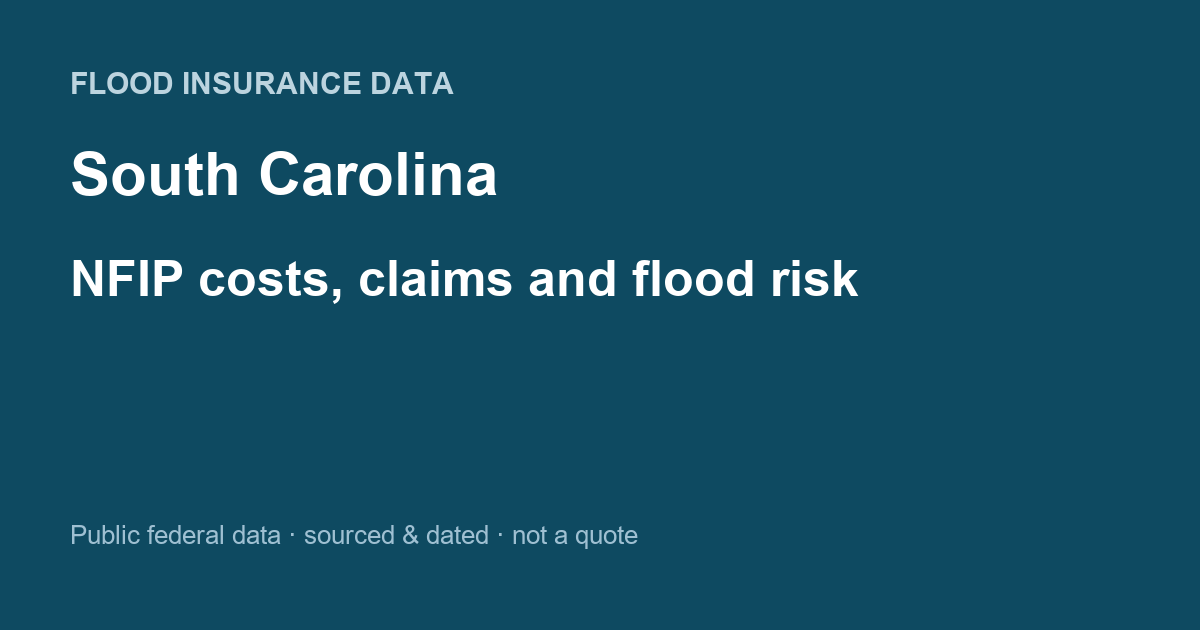 FLOOD INSURANCE DATA
South Carolina
NFIP costs, claims and flood risk
Public federal data · sourced & dated · not a quote